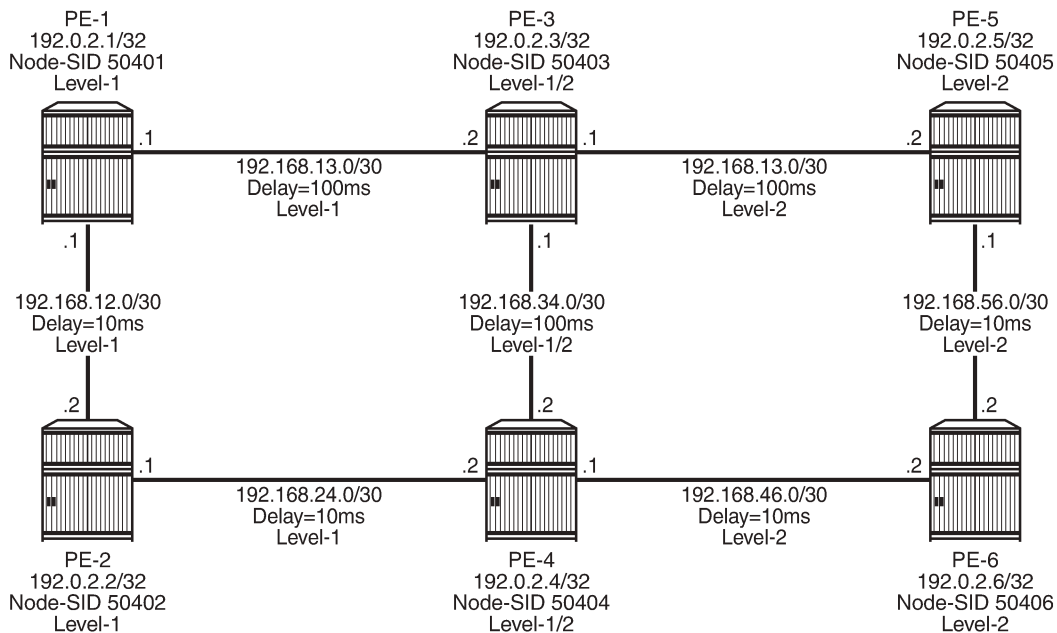 PE-1
192.0.2.1/32
Node-SID 50401
Level-1
PE-3
192.0.2.3/32
Node-SID 50403
Level-1/2
PE-5
192.0.2.5/32
Node-SID 50405
Level-2
.1
.2
192.168.13.0/30
Delay=100ms
Level-1
.1
.2
192.168.13.0/30
Delay=100ms
Level-2
.1
192.168.12.0/30
Delay=10ms
Level-1
.2
.1
192.168.34.0/30
Delay=100ms
Level-1/2
.2
.1
192.168.56.0/30
Delay=10ms
Level-2
.2
.1
.2
192.168.24.0/30
Delay=10ms
Level-1
.1
.2
192.168.46.0/30
Delay=10ms
Level-2
PE-2
192.0.2.2/32
Node-SID 50402
Level-1
PE-4
192.0.2.4/32
Node-SID 50404
Level-1/2
PE-6
192.0.2.6/32
Node-SID 50406
Level-2